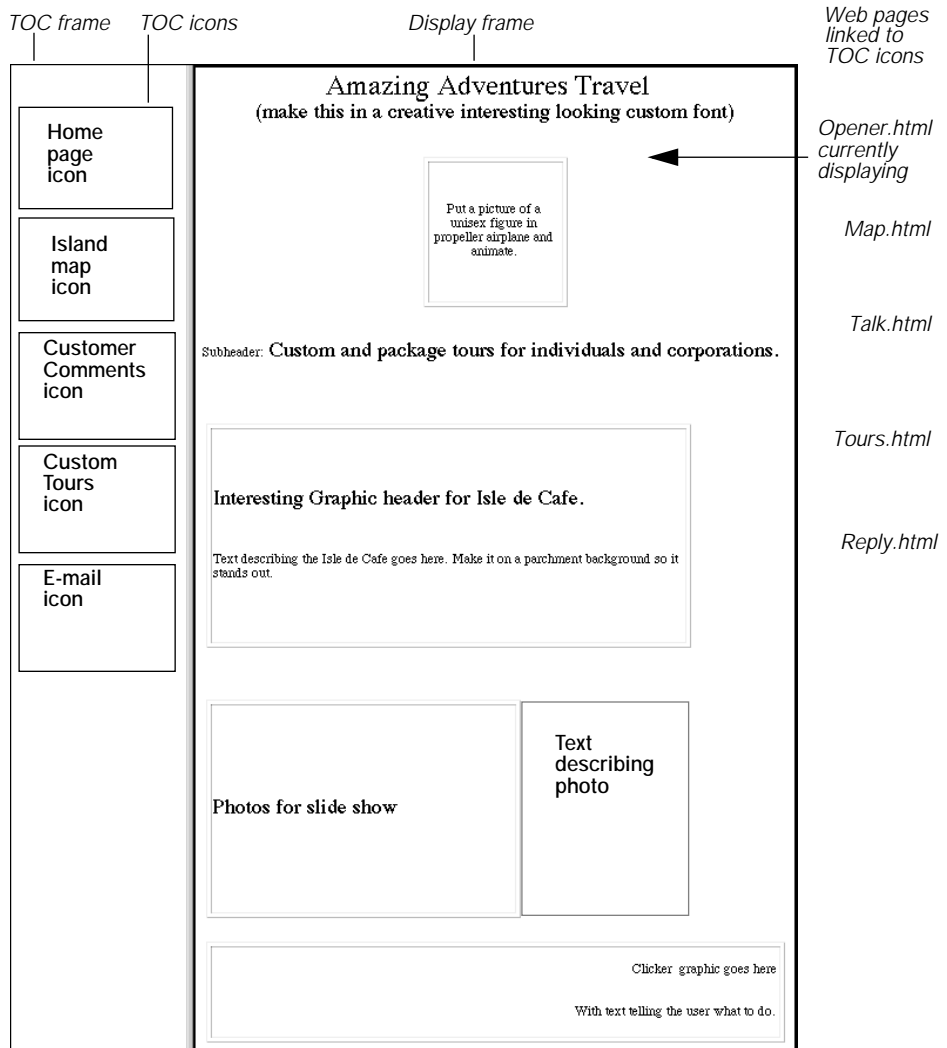 TOC frame
TOC icons
Display frame
Web pages
linked to
TOC icons
Amazing Adventures Travel
(make this in a creative interesting looking custom font)
Home
page
icon
Opener.html
currently
displaying
Put a picture of a
unisex figure in
propeller airplane and
animate.
Island
map
icon
Map.html
Customer
Comments
icon
Talk.html
Subheader: Custom and package tours for individuals and corporations.
Custom
Tours
icon
Tours.html
Interesting Graphic header for Isle de Cafe.
Text describing the Isle de Cafe goes here. Make it on a parchment background so it
stands out.
E-mail
icon
Reply.html
Photos for slide show
Text
describing
photo
Clicker graphic goes here
With text telling the user what to do.